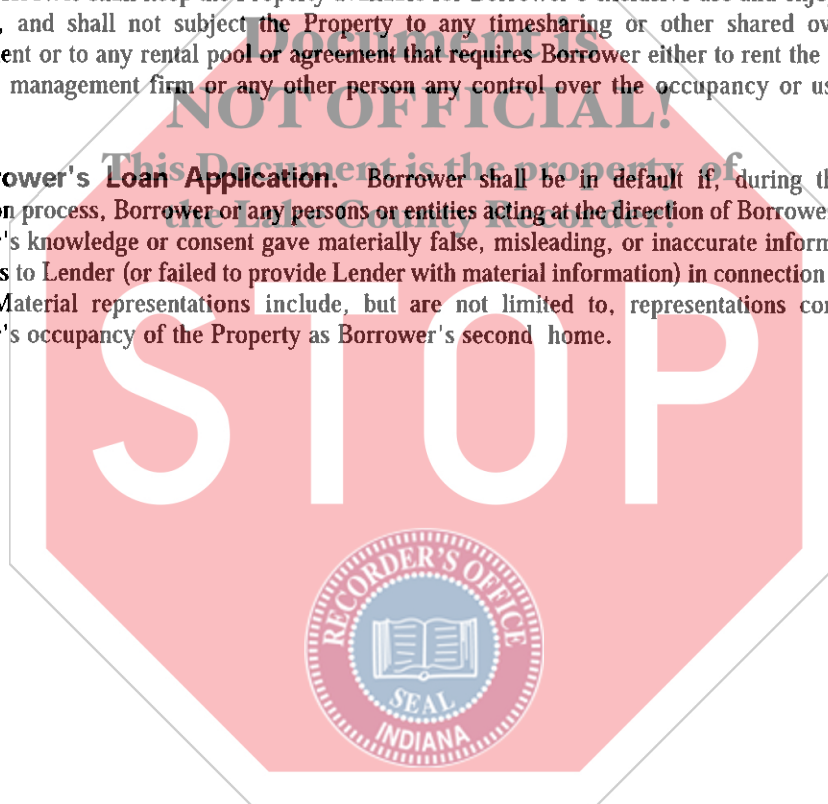 , and shall not subject the Property to any timesharing or other shared ov
Document is
ent or to any rental pool or agreement that requires Borrower either to rent the
management firm or any other person any control over the occupancy or us
NOT OFFICIAL!
rower's Loan Application. Borrower shall be in default if, during th
This Document is the property of
n process, Borrower or any persons or entities acting at the direction of Borrowe
the Lake County Recorder!
's knowledge or consent gave materially false, misleading, or inaccurate inform
s to Lender (or failed to provide Lender with material information) in connection
Material representations include, but are not limited to, representations con
's occupancy of the Property as Borrower's second home.
STOP
RECORDER'S OFFICE
SEAL
INDIANA